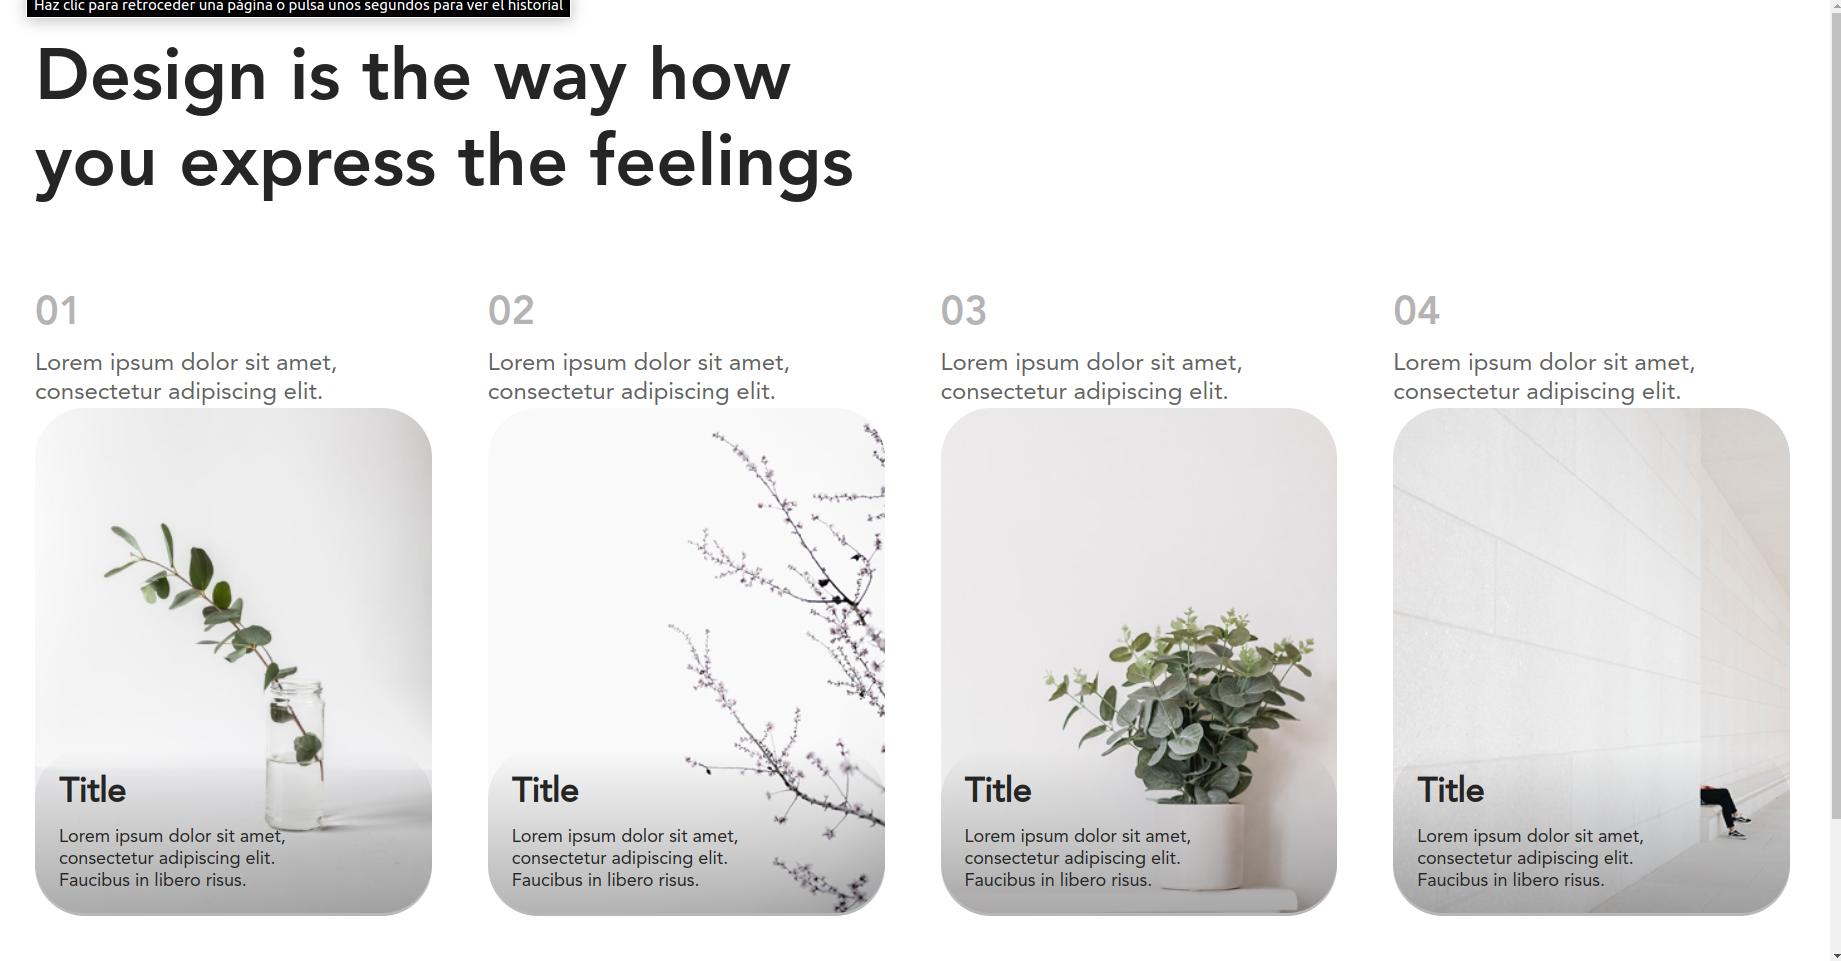 Haz clic para retroceder una página o pulsa unos segundos para ver el historial
Design is the way how
you express the feelings
01
Lorem ipsum dolor sit amet,
consectetur adipiscing elit.
Title
Lorem ipsum dolor sit amet,
consectetur adipiscing elit.
Faucibus in libero risus.
02
Lorem ipsum dolor sit amet,
consectetur adipiscing elit.
Title
Lorem ipsum dolor sit amet,
consectetur adipiscing elit.
Faucibus in libero risus.
03
Lorem ipsum dolor sit amet,
consectetur adipiscing elit.
Title
Lorem ipsum dolor sit amet,
consectetur adipiscing elit.
Faucibus in libero risus.
04
Lorem ipsum dolor sit amet,
consectetur adipiscing elit.
Title
Lorem ipsum dolor sit amet,
consectetur adipiscing elit.
Faucibus in libero risus.